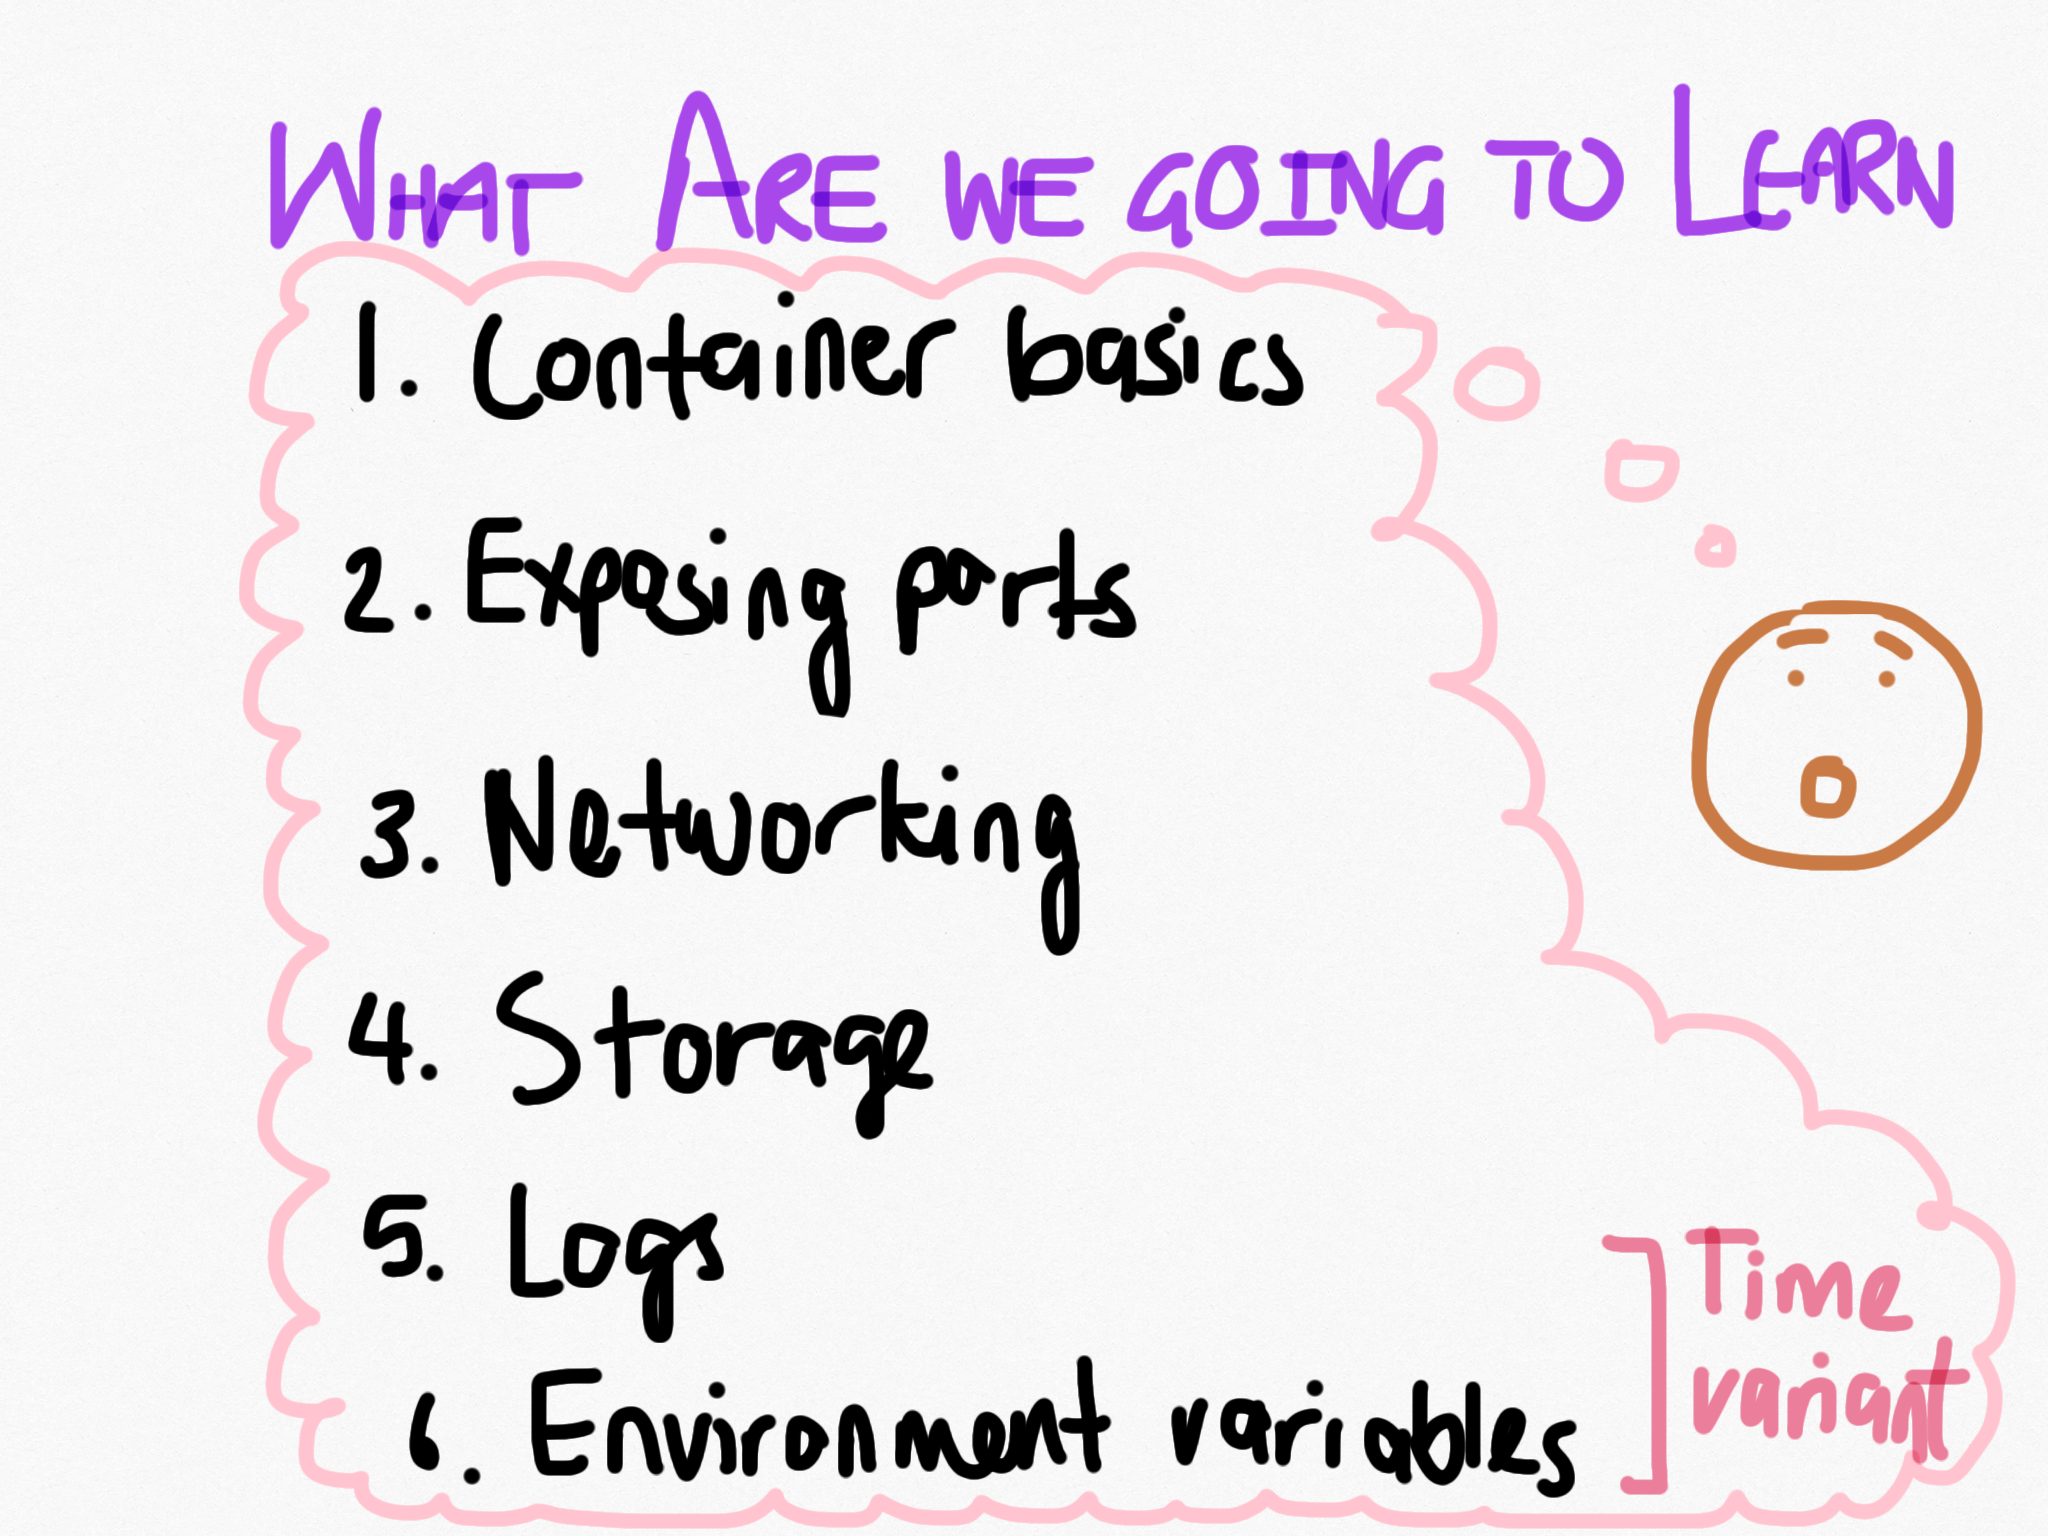 WHAT ARE WE GOING TO LEARN
1. Container basics
2. Exposing ports
3. Networking
4. Storage
5. Logs
6. Environment variables
Time
variant